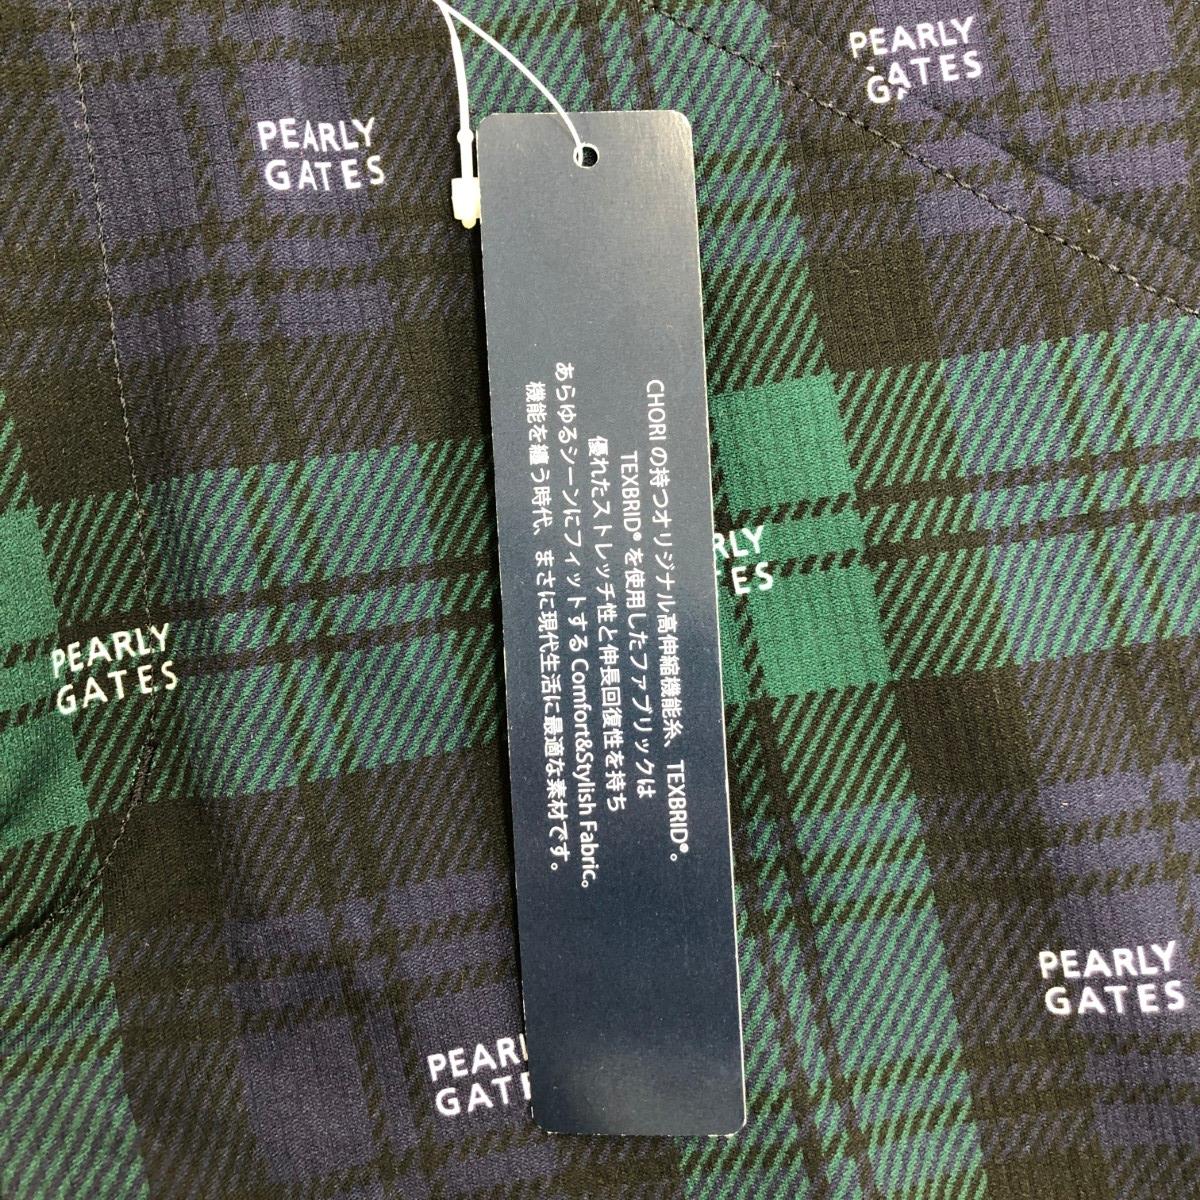 PEARLY
GATES
PEARLY
GATES
CHORI の持つオリジナル高伸縮機能糸、TEXBRID®。
TEXBRID® を使用したファブリックは
優れたストレッチ性と伸長回復性を持ち
あらゆるシーンにフィットする Comfort&Stylish Fabric。
機能を纏う時代、まさに現代生活に最適な素材です。
RLY
ES
PEARLY
GATES
PEARLY
GATES
PEARL
GATE